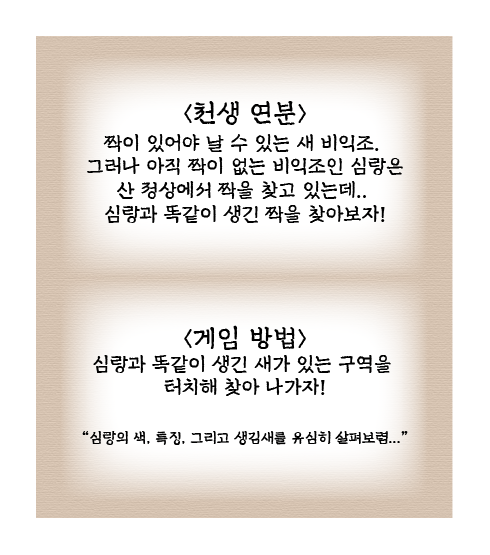 <천생 연분>
짝이 있어야 날 수 있는 새 비익조.
그러나 아직 짝이 없는 비익조인 심랑은
산 정상에서 짝을 찾고 있는데..
심랑과 똑같이 생긴 짝을 찾아보자!
<게임 방법>
심랑과 똑같이 생긴 새가 있는 구역을
터치해 찾아 나가자!
“심랑의 색, 특징, 그리고 생김새를 유심히 살펴보렴...”